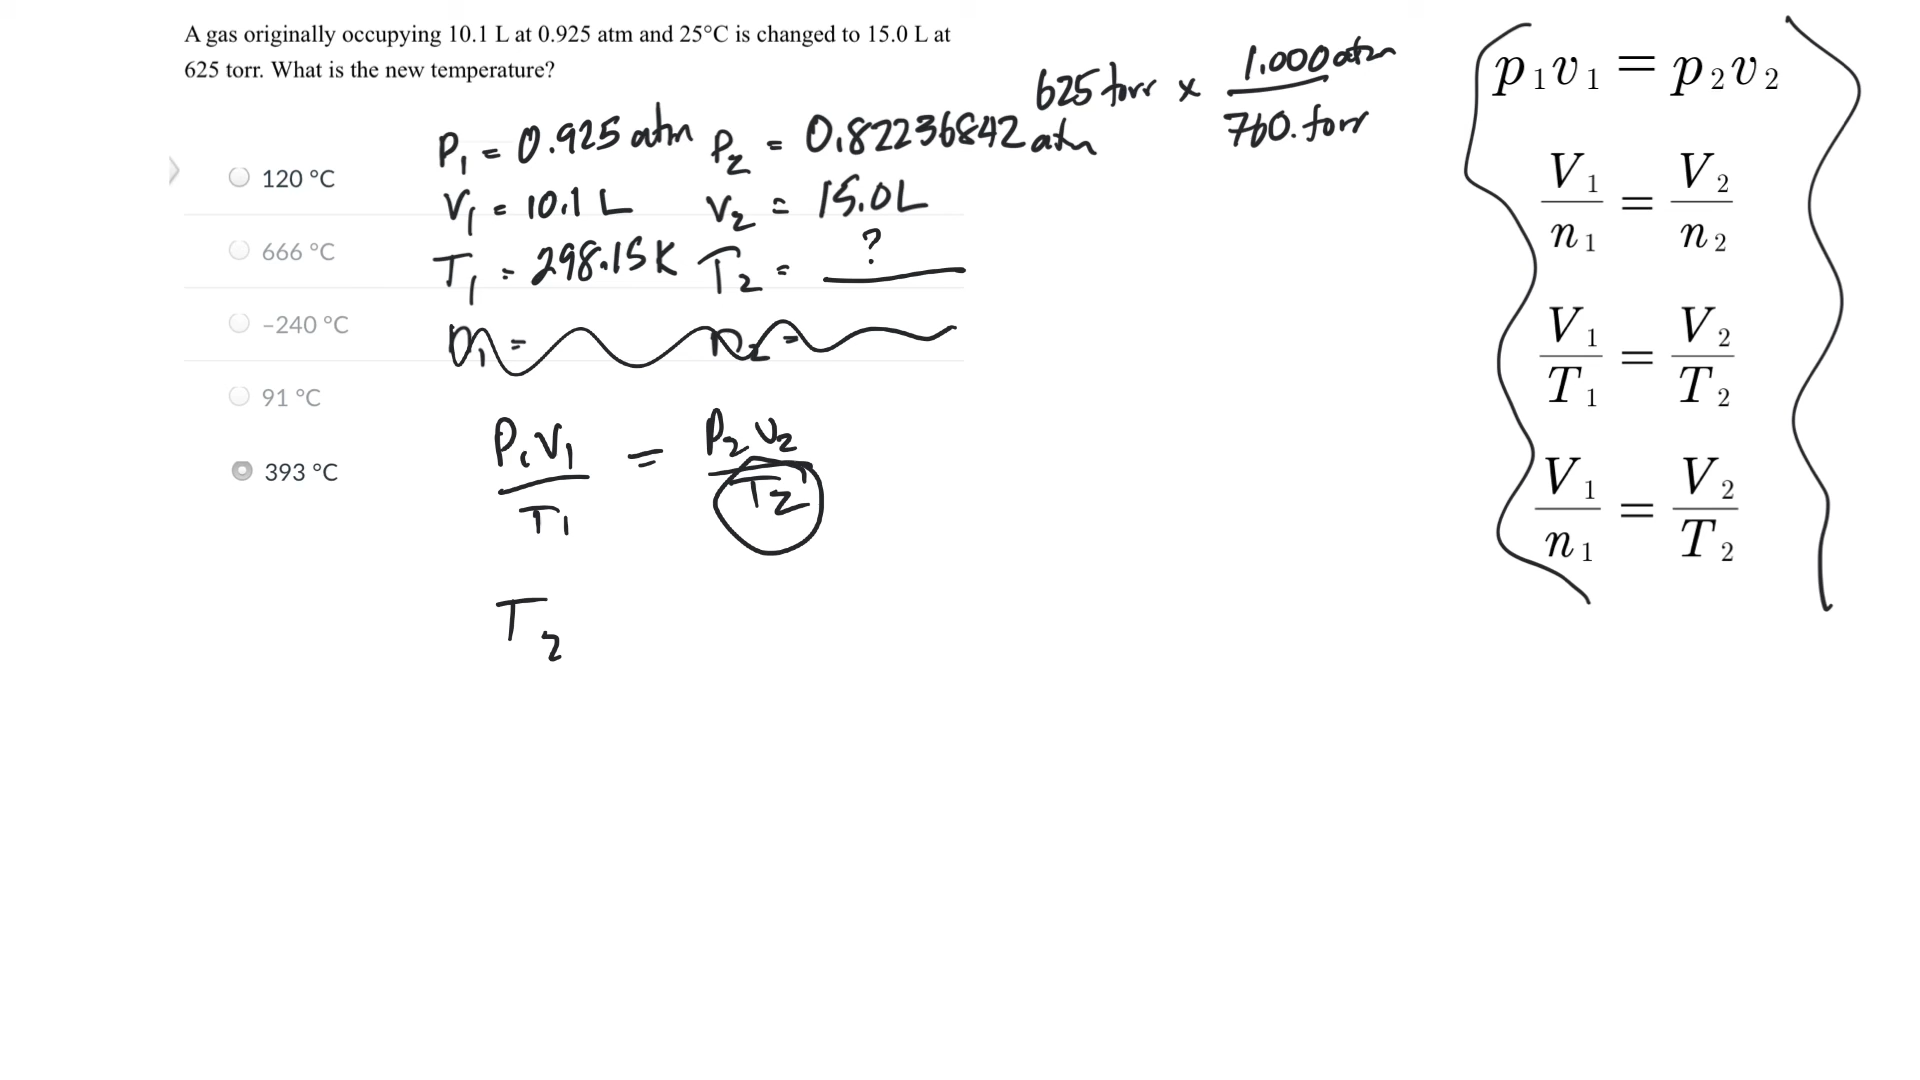 A gas originally occupying 10.1 L at 0.925 atm and 25°C is changed to 15.0 L at
625 torr. What is the new temperature?
625 torr x 1.000 atm / 760. torr
P₁ = 0.925 atm P₂ = 0.82236842 atm
V₁ = 10.1 L V₂ = 15.0 L
T₁ = 298.15 K T₂ = ?
n₁ = n₂ =
120 °C
666 °C
−240 °C
91 °C
393 °C
P₁V₁ / T₁ = P₂V₂ / T₂
T₂
p₁v₁ = p₂v₂
V₁ / n₁ = V₂ / n₂
V₁ / T₁ = V₂ / T₂
V₁ / n₁ = V₂ / T₂